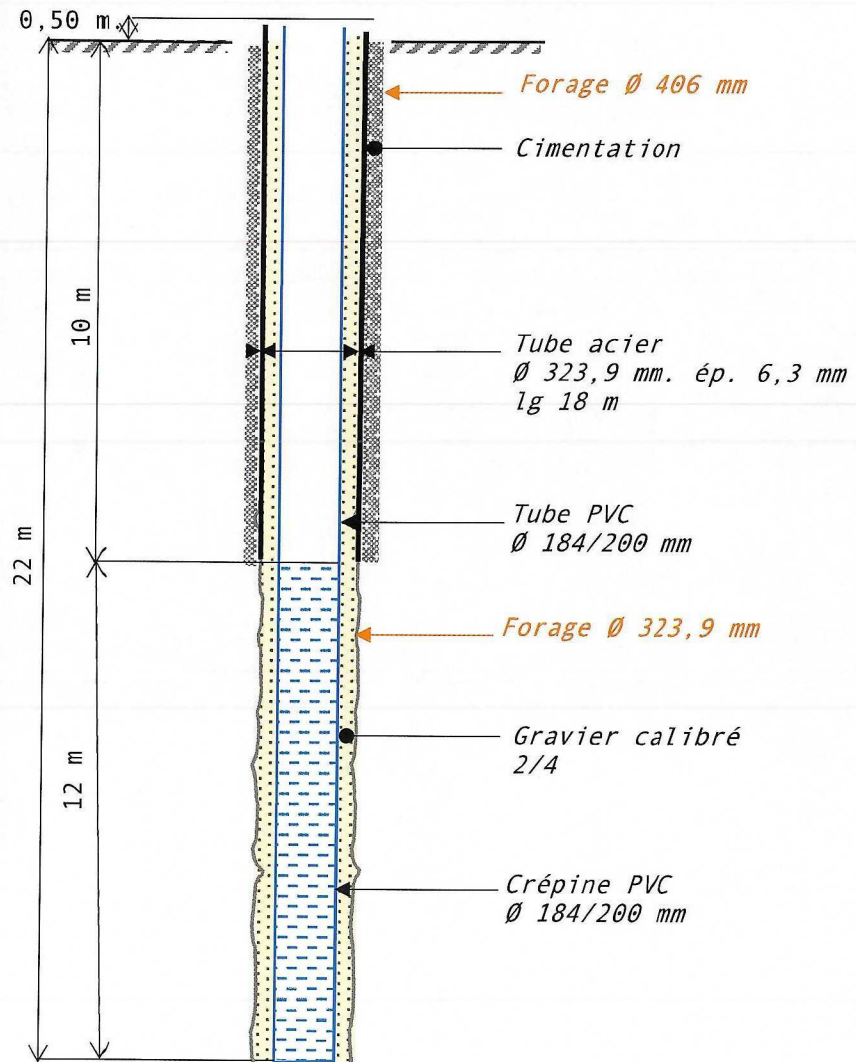 0,50 m.
Forage Ø 406 mm
Cimentation
10 m
Tube acier
Ø 323,9 mm. ép. 6,3 mm
lg 18 m
Tube PVC
Ø 184/200 mm
22 m
Forage Ø 323,9 mm
Gravier calibré
2/4
12 m
Crépine PVC
Ø 184/200 mm